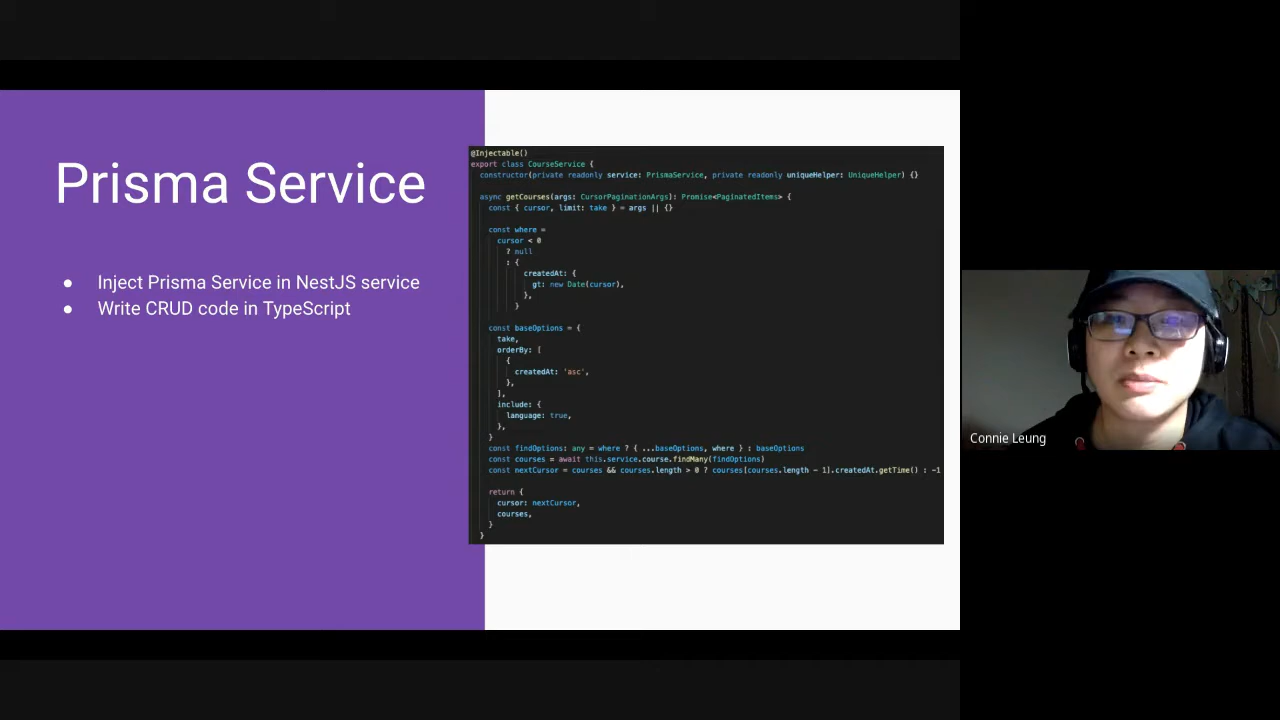 Prisma Service
● Inject Prisma Service in NestJS service
● Write CRUD code in TypeScript
@Injectable()
export class CourseService {
constructor(private readonly service: PrismaService, private readonly uniqueHelper: UniqueHelper) {}
async getCourses(args: CursorPaginationArgs): Promise<PaginatedItems> {
const { cursor, limit: take } = args || {}
const where =
cursor < 0
? null
: {
createdAt: {
gt: new Date(cursor),
},
}
const baseOptions = {
take,
orderBy: [
{
createdAt: 'asc',
},
],
include: {
language: true,
},
}
const findOptions: any = where ? { ...baseOptions, where } : baseOptions
const courses = await this.service.course.findMany(findOptions)
const nextCursor = courses && courses.length > 0 ? courses[courses.length - 1].createdAt.getTime() : -1
return {
cursor: nextCursor,
courses,
}
}
Connie Leung